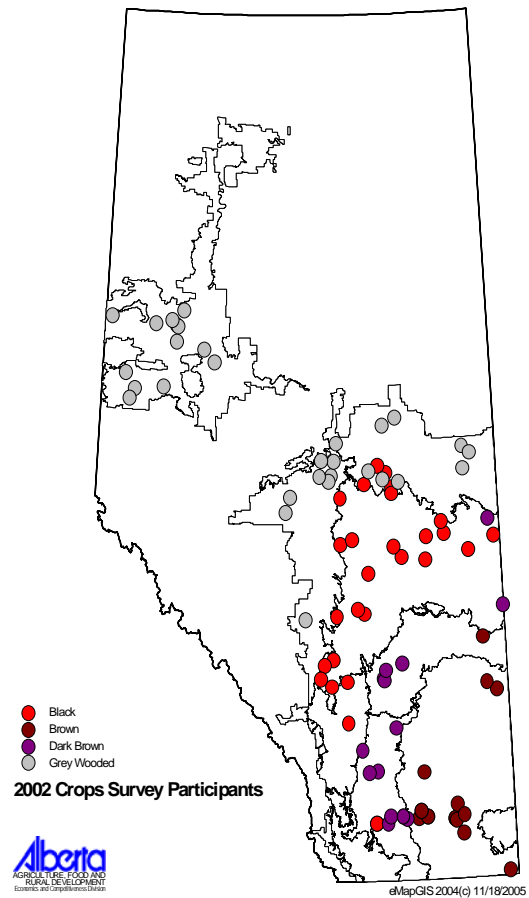 Black
Brown
Dark Brown
Grey Wooded
2002 Crops Survey Participants
Alberta
AGRICULTURE, FOOD AND
RURAL DEVELOPMENT
Economics and Competitiveness Division
eMapGIS 2004(c) 11/18/2005